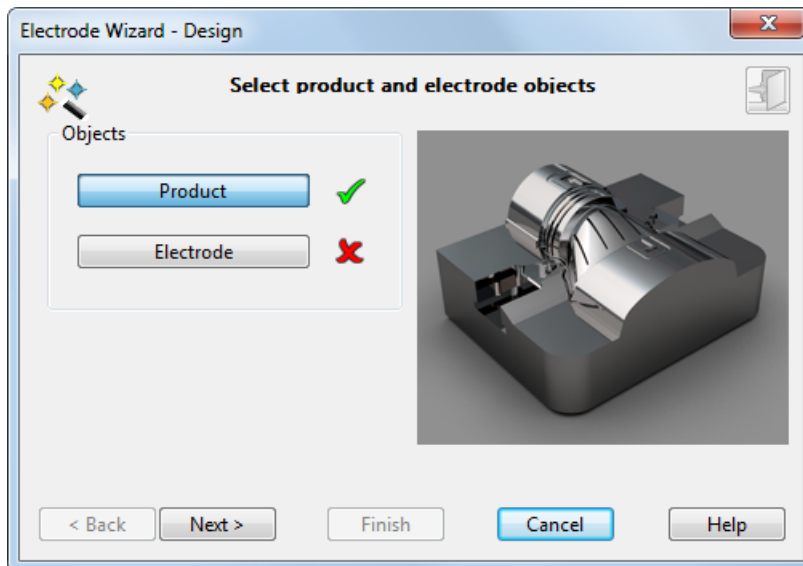 Electrode Wizard - Design
Select product and electrode objects
Objects
Product
Electrode
< Back
Next >
Finish
Cancel
Help